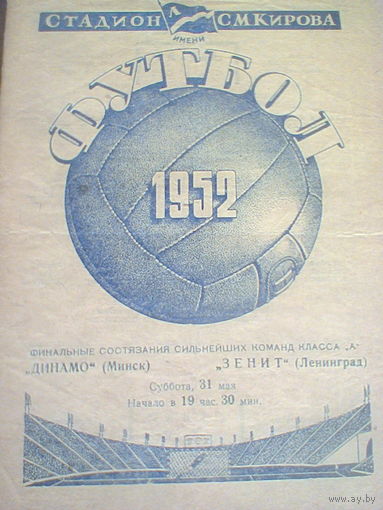 СТАДИОН ИМЕНИ С.М.КИРОВА
ФУТБОЛ
1952
ФИНАЛЬНЫЕ СОСТЯЗАНИЯ СИЛЬНЕЙШИХ КОМАНД КЛАССА „А“
„ДИНАМО“ (Минск) „ЗЕНИТ“ (Ленинград)
Суббота, 31 мая
Начало в 19 час. 30 мин.
www.ay.by